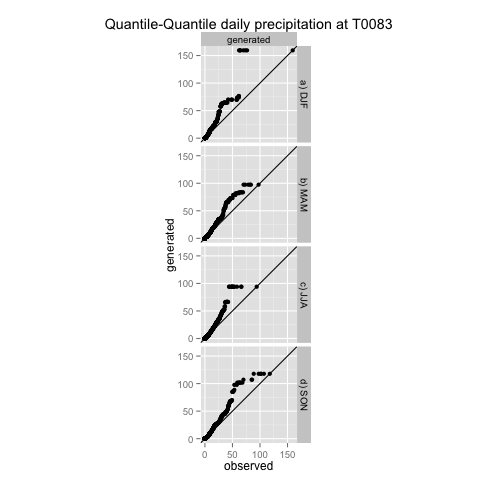 Quantile-Quantile daily precipitation at T0083
generated
150
100
50
0
a) DJF
150
100
50
0
b) MAM
150
100
50
0
c) JJA
150
100
50
0
d) SON
generated
0 50 100 150
observed